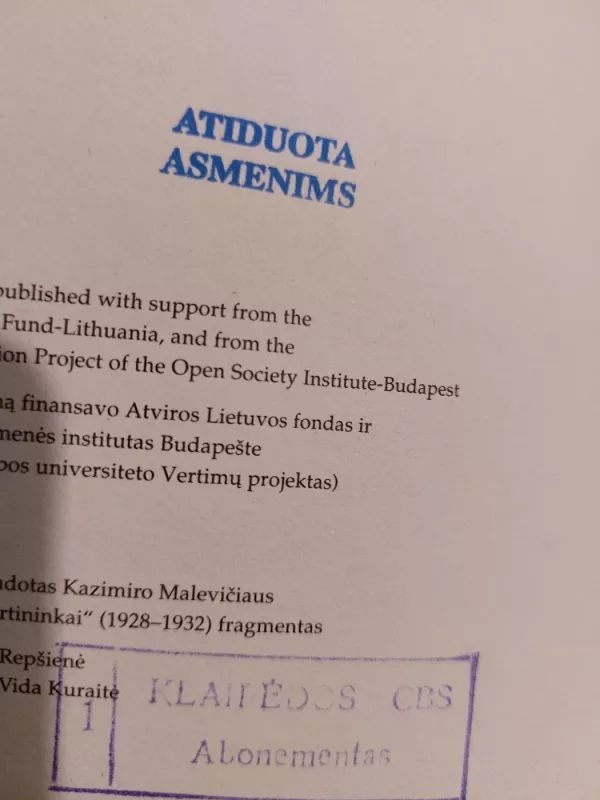 ATIDUOTA
ASMENIMS
published with support from the
Fund-Lithuania, and from the
ion Project of the Open Society Institute-Budapest
ną finansavo Atviros Lietuvos fondas ir
menės institutas Budapešte
pos universiteto Vertimų projektas)
udotas Kazimiro Malevičiaus
rtininkai“ (1928–1932) fragmentas
Repšienė
Vida Kuraitė
1
KLAIPĖDOS CBS
Abonementas